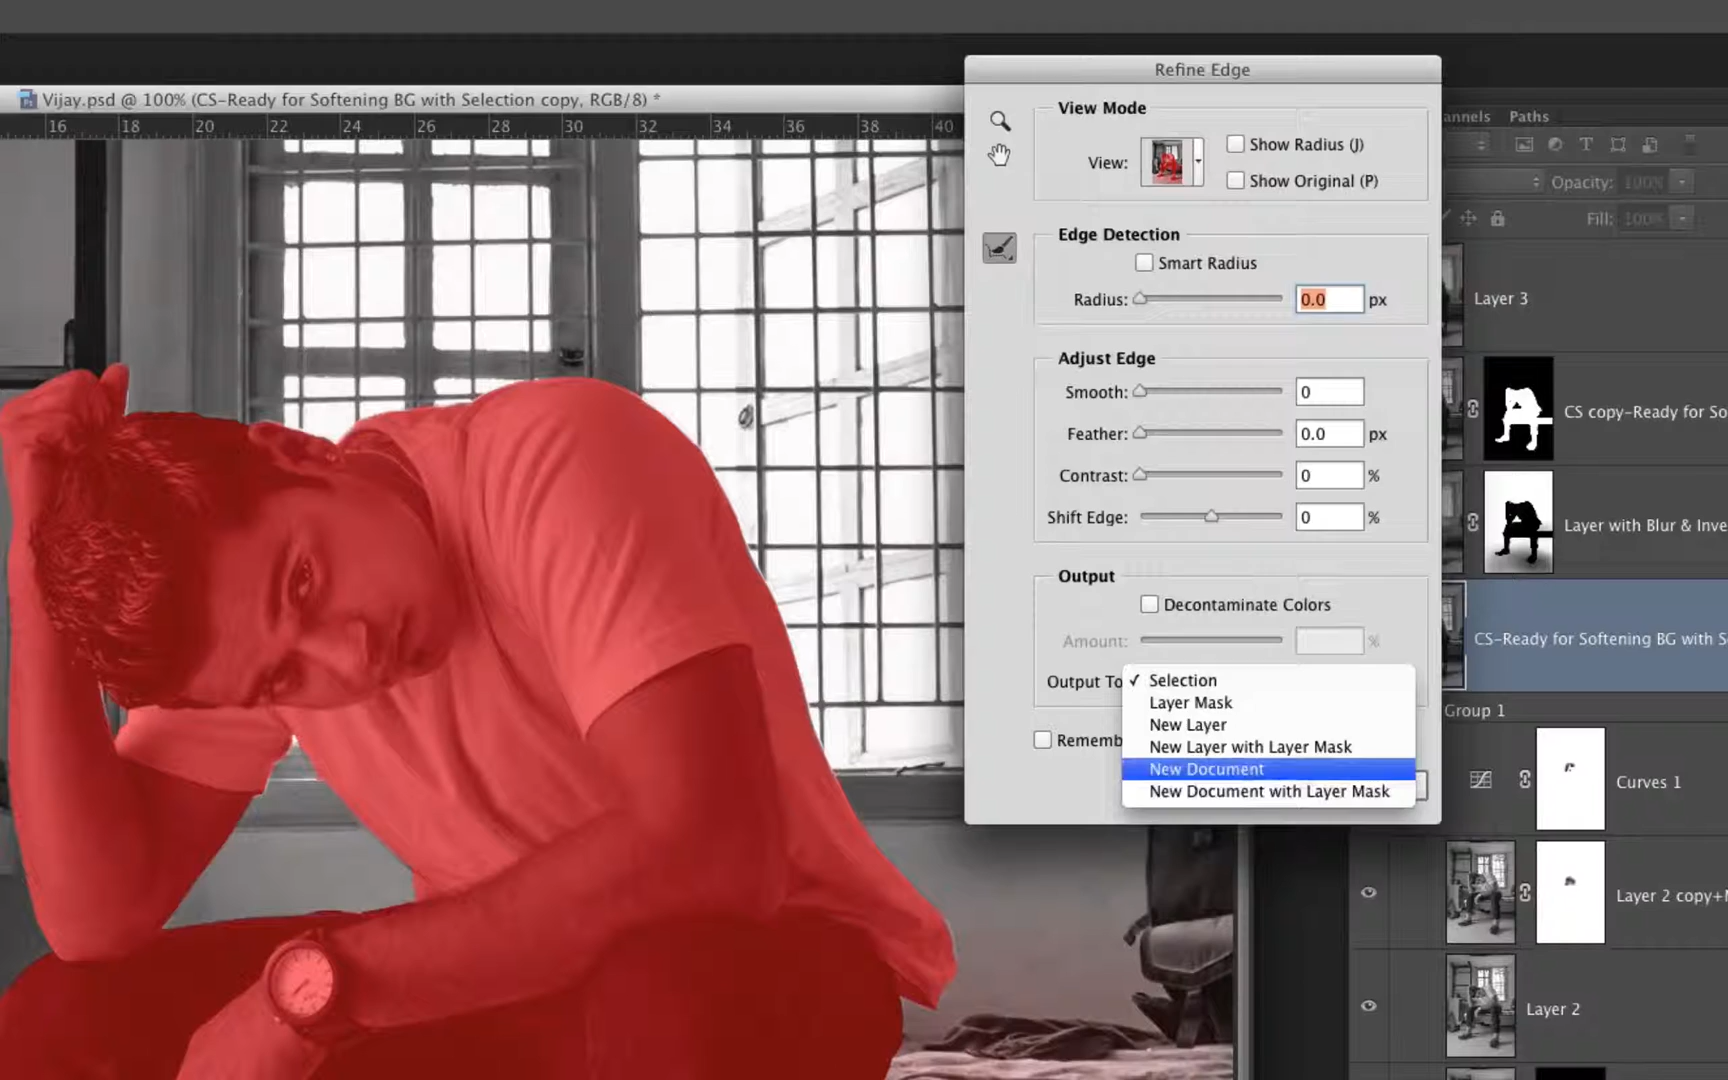 Refine Edge
Vijay.psd @ 100% (CS-Ready for Softening BG with Selection copy, RGB/8) *
16 18 20 22 24 26 28 30 32 34 36 38 40
View Mode
View:
Show Radius (J)
Show Original (P)
Edge Detection
Smart Radius
Radius: 0.0 px
Adjust Edge
Smooth: 0
Feather: 0.0 px
Contrast: 0 %
Shift Edge: 0 %
Output
Decontaminate Colors
Amount: %
Output To
✓ Selection
Layer Mask
New Layer
New Layer with Layer Mask
New Document
New Document with Layer Mask
Rememb
annels Paths
Opacity: 100%
Fill: 100%
Layer 3
CS copy-Ready for So
Layer with Blur & Inve
CS-Ready for Softening BG with S
Group 1
Curves 1
Layer 2 copy+
Layer 2